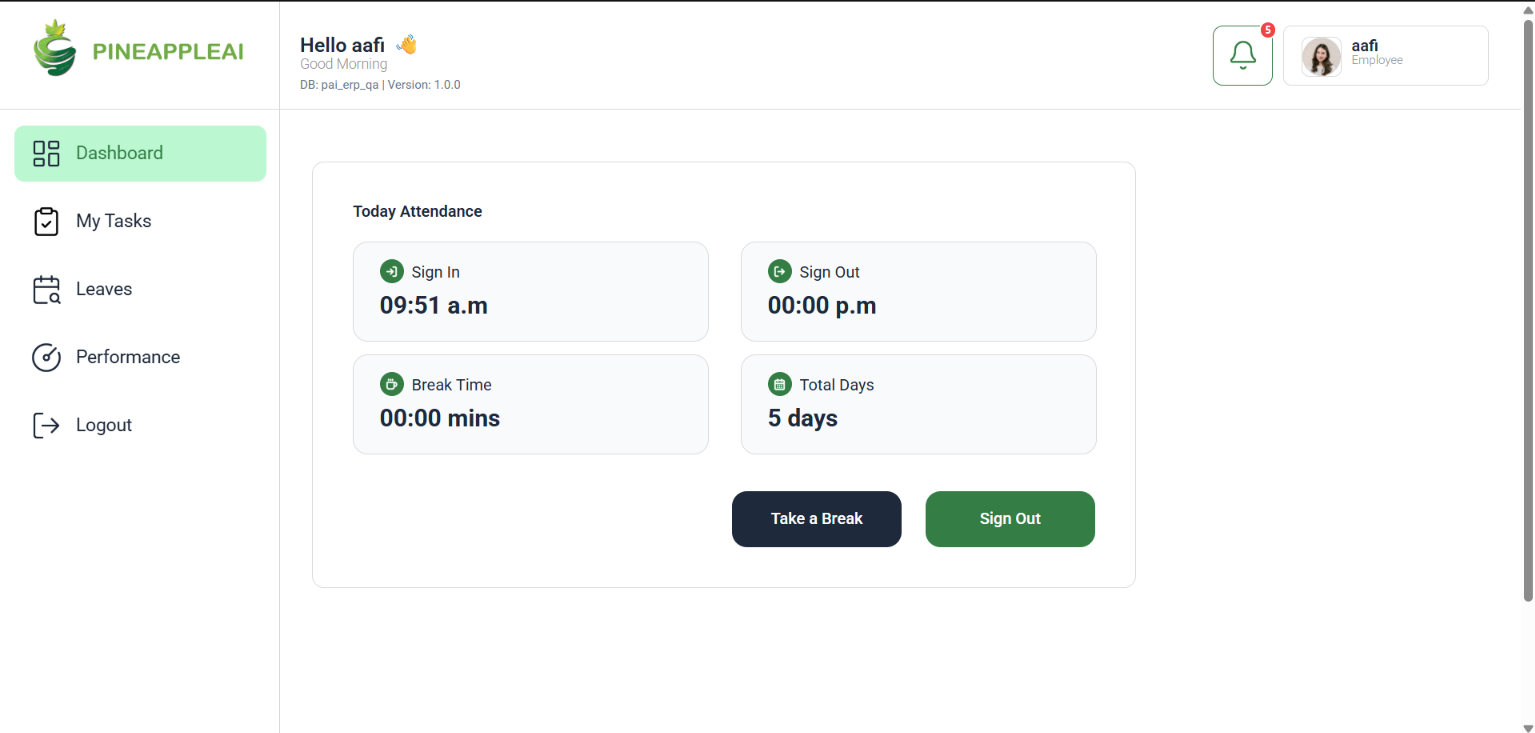 PINEAPPLEAI
Hello aafi 👋
Good Morning
DB: pai_erp_qa | Version: 1.0.0
5
aafi
Employee
Dashboard
My Tasks
Leaves
Performance
Logout
Today Attendance
Sign In
09:51 a.m
Sign Out
00:00 p.m
Break Time
00:00 mins
Total Days
5 days
Take a Break
Sign Out